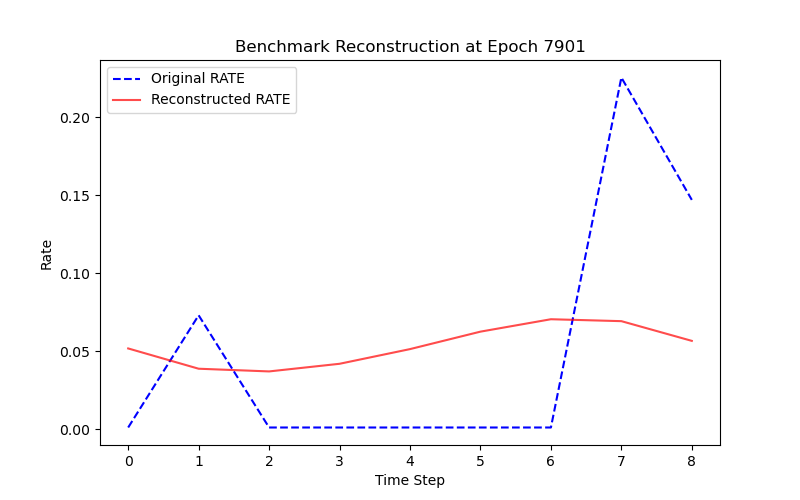 Benchmark Reconstruction at Epoch 7901
Original RATE
Reconstructed RATE
0.20
0.15
0.10
0.05
0.00
Rate
0 1 2 3 4 5 6 7 8
Time Step